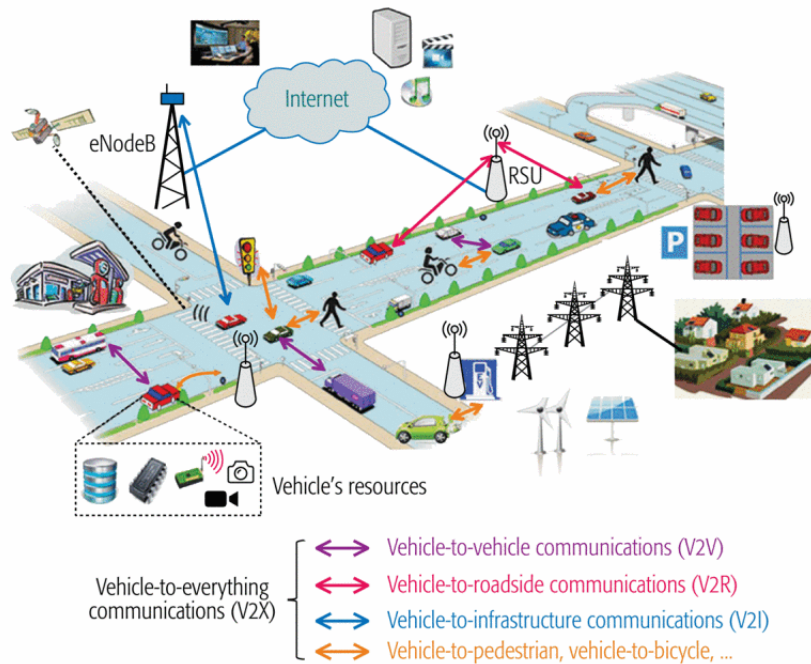 Internet
eNodeB
RSU
P
EV
Vehicle's resources
Vehicle-to-everything
communications (V2X)
Vehicle-to-vehicle communications (V2V)
Vehicle-to-roadside communications (V2R)
Vehicle-to-infrastructure communications (V2I)
Vehicle-to-pedestrian, vehicle-to-bicycle, ...